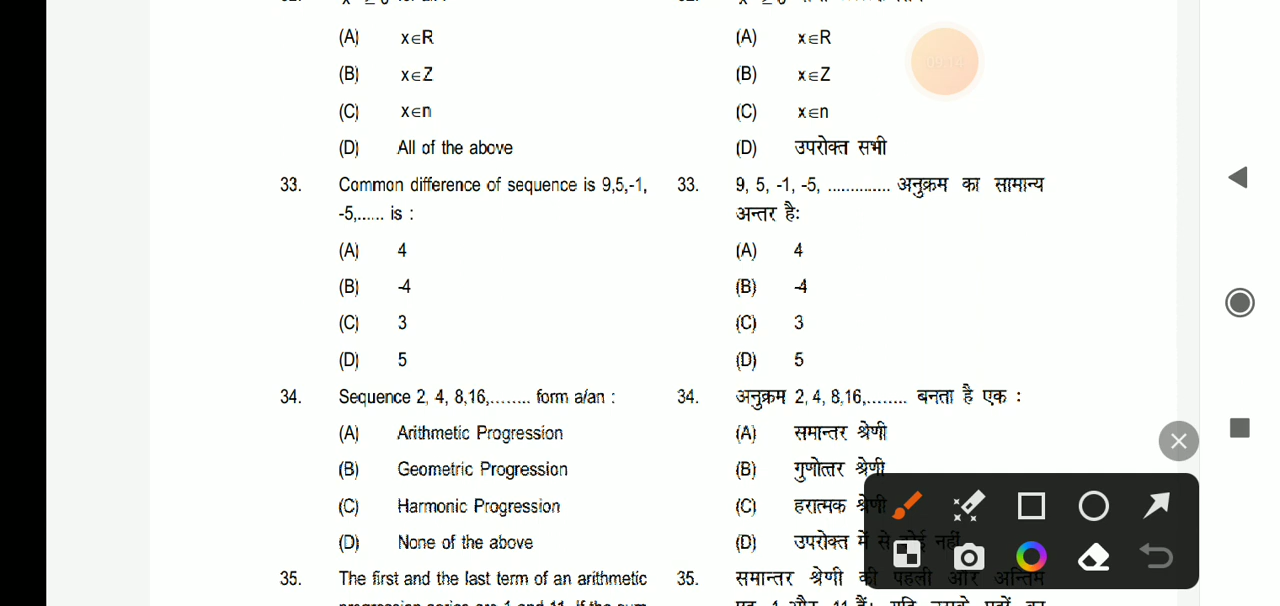 (A) x∈R
(B) x∈Z
(C) x∈n
(D) All of the above
33. Common difference of sequence is 9,5,-1,
-5,...... is :
(A) 4
(B) -4
(C) 3
(D) 5
34. Sequence 2, 4, 8,16,........ form a/an :
(A) Arithmetic Progression
(B) Geometric Progression
(C) Harmonic Progression
(D) None of the above
35. The first and the last term of an arithmetic
(A) x∈R
(B) x∈Z
(C) x∈n
(D) उपरोक्त सभी
33. 9, 5, -1, -5, .............. अनुक्रम का सामान्य
अन्तर है:
(A) 4
(B) -4
(C) 3
(D) 5
34. अनुक्रम 2, 4, 8,16,........ बनता है एक :
(A) समान्तर श्रेणी
(B) गुणोत्तर श्रेणी
(C) हरात्मक श्रेणी
(D) उपरोक्त में से कोई नहीं
35. समान्तर श्रेणी की पहली और अन्तिम
09:14